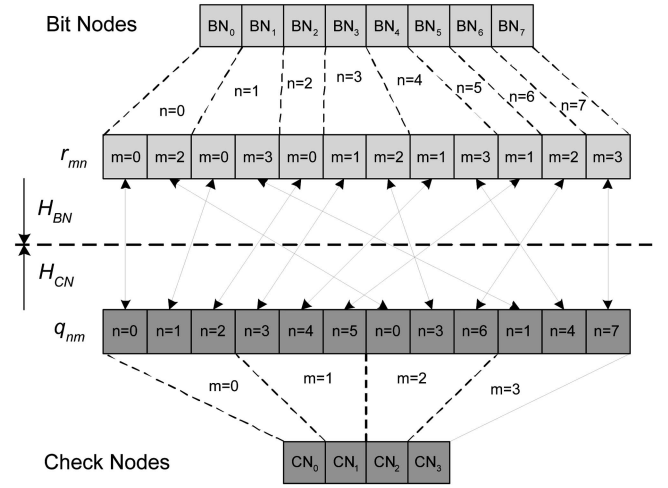 Bit Nodes BN₀ BN₁ BN₂ BN₃ BN₄ BN₅ BN₆ BN₇
n=0 n=1 n=2 n=3 n=4 n=5 n=6 n=7
rₘₙ m=0 m=2 m=0 m=3 m=0 m=1 m=2 m=1 m=3 m=1 m=2 m=3
H_BN
H_CN
qₙₘ n=0 n=1 n=2 n=3 n=4 n=5 n=0 n=3 n=6 n=1 n=4 n=7
m=0 m=1 m=2 m=3
Check Nodes CN₀ CN₁ CN₂ CN₃